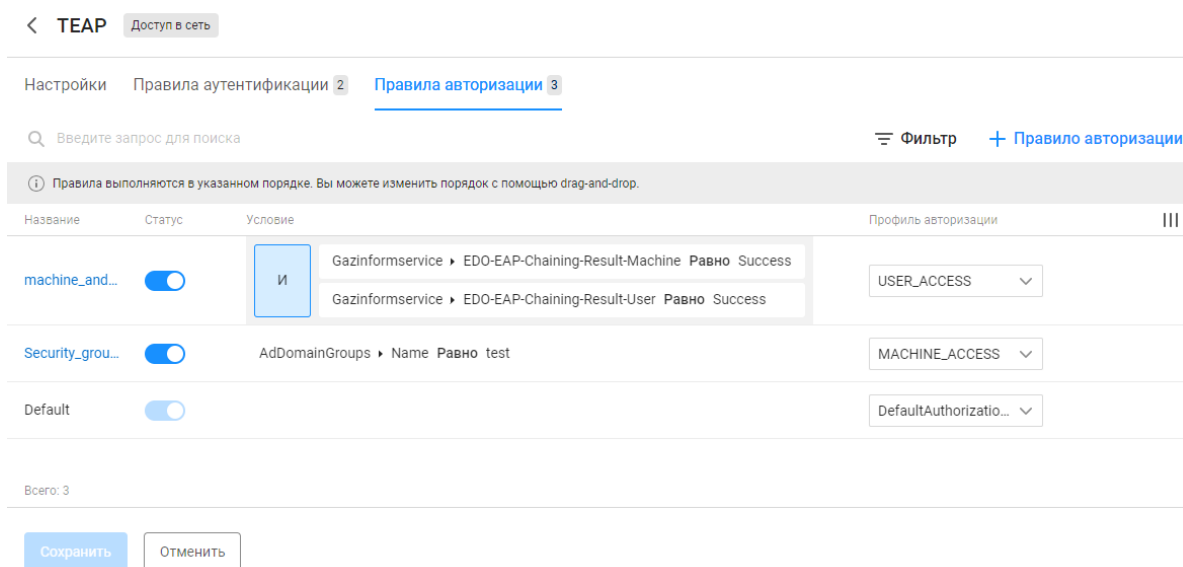 TEAP Доступ в сеть
Настройки Правила аутентификации 2 Правила авторизации 3
Введите запрос для поиска Фильтр + Правило авторизации
Правила выполняются в указанном порядке. Вы можете изменить порядок с помощью drag-and-drop.
Название Статус Условие Профиль авторизации
machine_and... И Gazinformservice ▸ EDO-EAP-Chaining-Result-Machine Равно Success USER_ACCESS
Gazinformservice ▸ EDO-EAP-Chaining-Result-User Равно Success
Security_grou... AdDomainGroups ▸ Name Равно test MACHINE_ACCESS
Default DefaultAuthorizatio...
Всего: 3
Сохранить Отменить